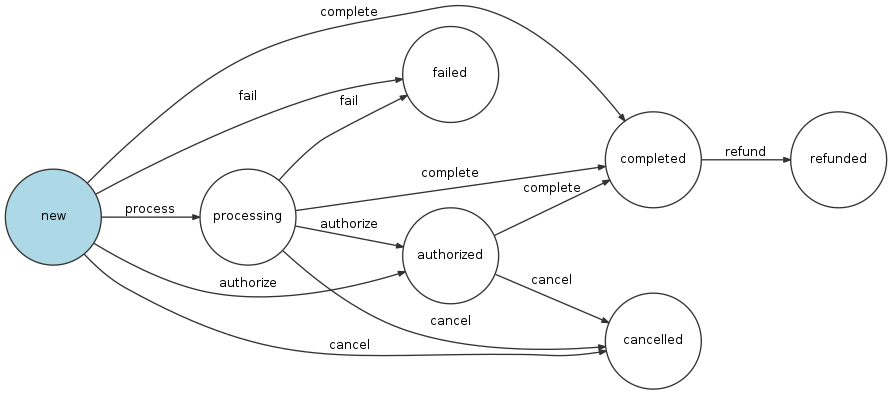 complete
fail
fail
failed
complete
complete
completed
refund
refunded
new
process
processing
authorize
authorized
authorize
cancel
cancel
cancel
cancelled